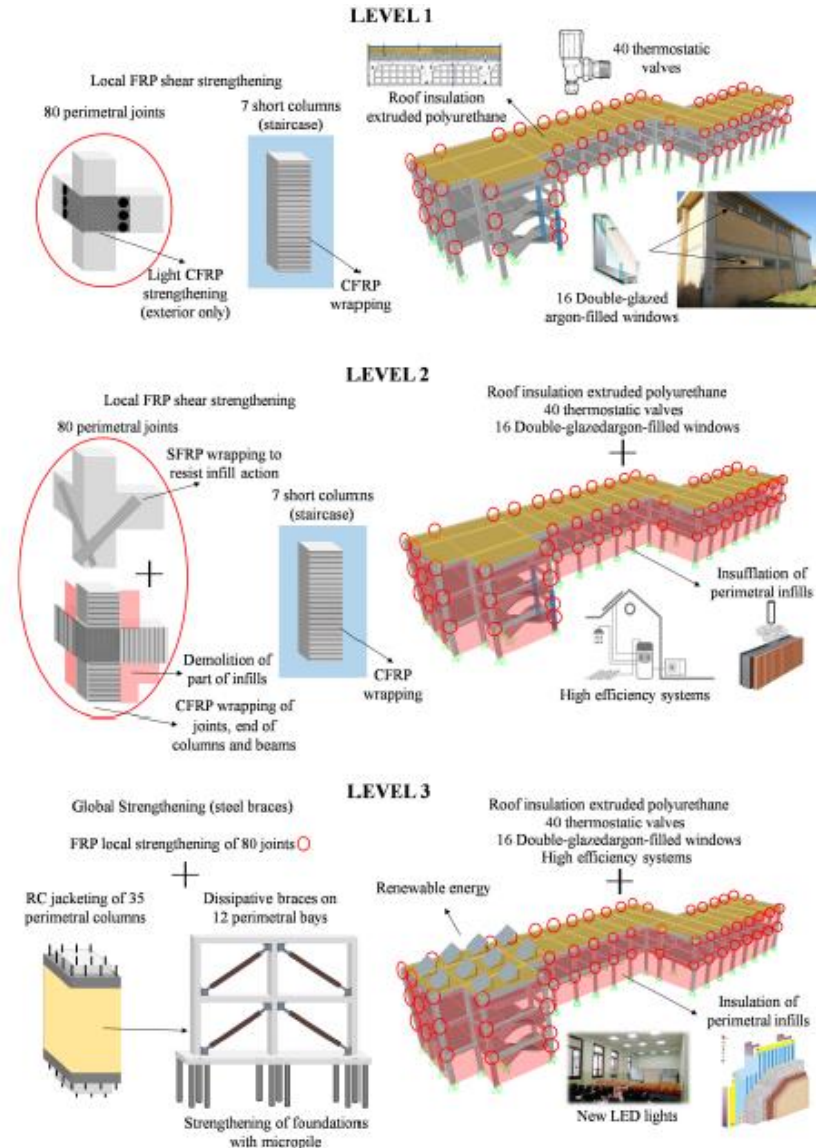 LEVEL 1
Local FRP shear strengthening
80 perimetral joints
7 short columns
(staircase)
Light CFRP
strengthening
(exterior only)
CFRP
wrapping
Roof insulation
extruded polyurethane
40 thermostatic
valves
16 Double-glazed
argon-filled windows
LEVEL 2
Local FRP shear strengthening
80 perimetral joints
SFRP wrapping to
resist infill action
7 short columns
(staircase)
Demolition of
part of infills
CFRP wrapping of
joints, end of
columns and beams
CFRP
wrapping
Roof insulation extruded polyurethane
40 thermostatic valves
16 Double-glazedargon-filled windows
+
Insufflation of
perimetral infills
High efficiency systems
LEVEL 3
Global Strengthening (steel braces)
FRP local strengthening of 80 joints
+
RC jacketing of 35
perimetral columns
Dissipative braces on
12 perimetral bays
Strengthening of foundations
with micropile
Roof insulation extruded polyurethane
40 thermostatic valves
16 Double-glazedargon-filled windows
High efficiency systems
+
Renewable energy
Insulation of
perimetral infills
New LED lights